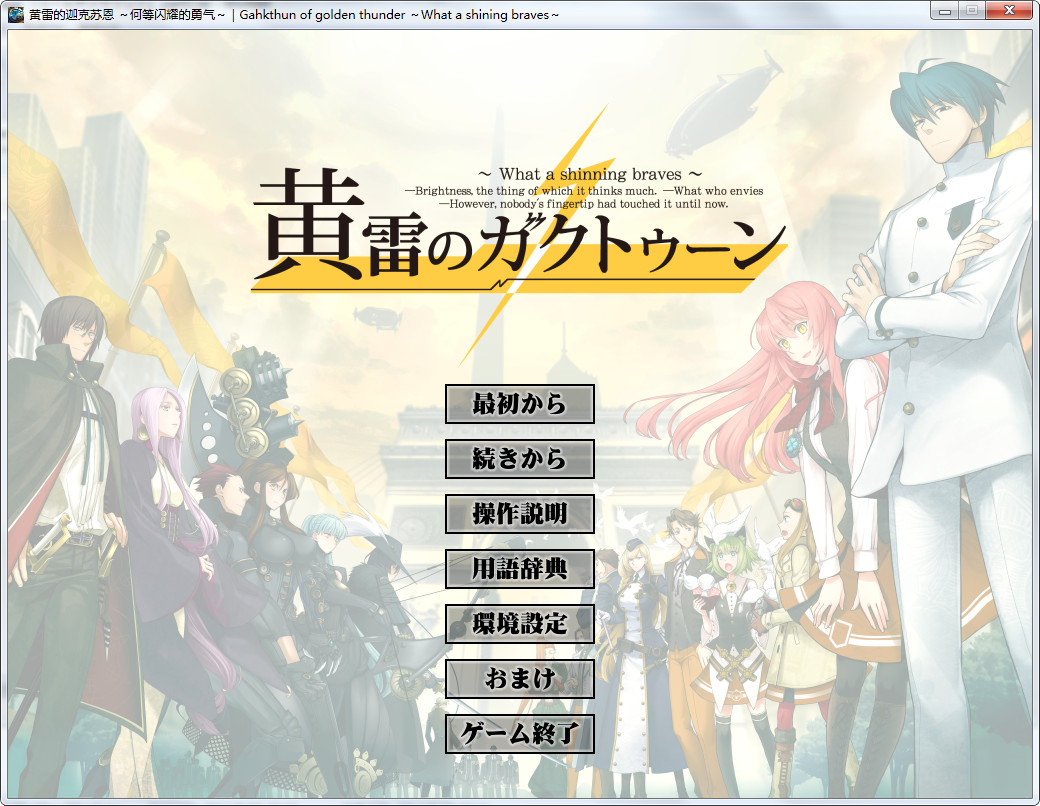 黄雷的迦克苏恩 ～何等闪耀的勇气～ | Gahkthun of golden thunder ～What a shining braves～
～ What a shinning braves ～
―Brightness, the thing of which it thinks much. ―What who envies
―However, nobody's fingertip had touched it until now.
黄雷のガクトゥーン
最初から
続きから
操作説明
用語辞典
環境設定
おまけ
ゲーム終了